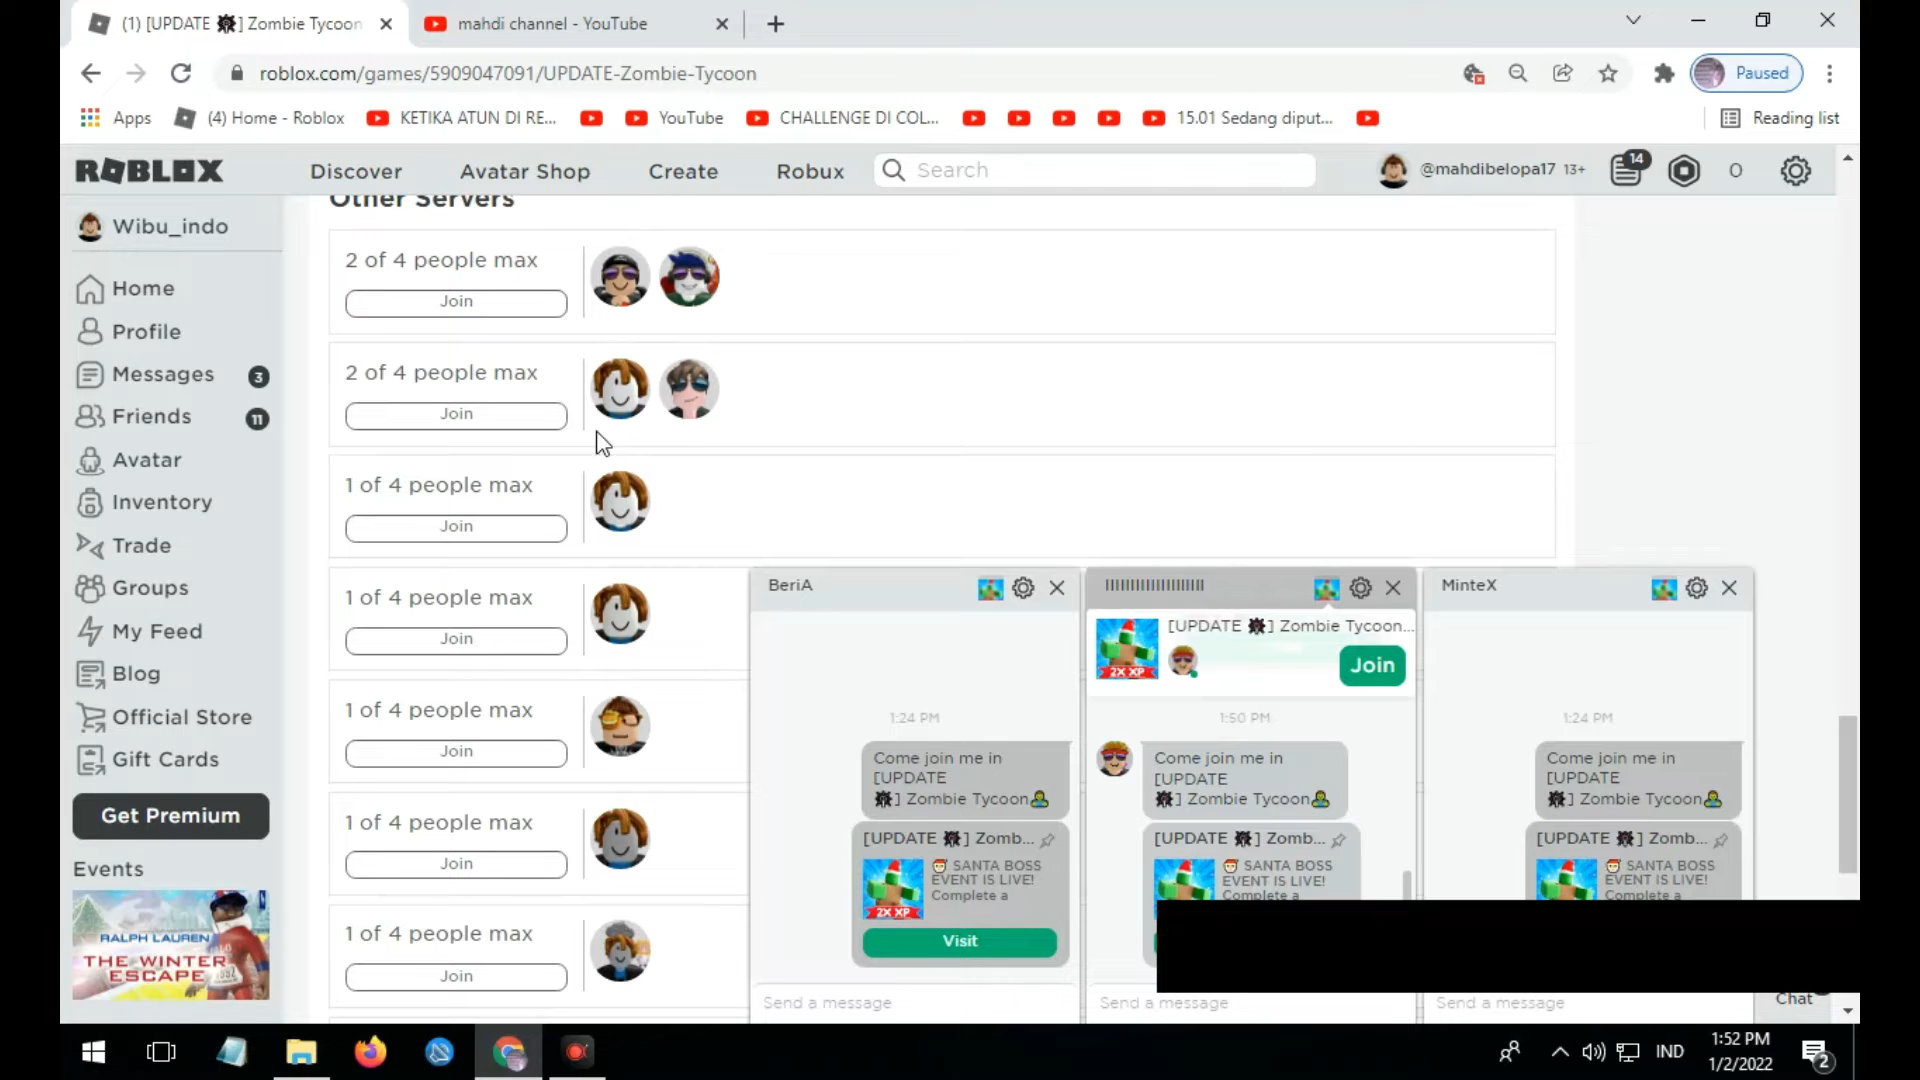 (1) [UPDATE ] Zombie Tycoon
mahdi channel - YouTube
roblox.com/games/5909047091/UPDATE-Zombie-Tycoon
Paused
Apps
(4) Home - Roblox
KETIKA ATUN DI RE...
YouTube
CHALLENGE DI COL...
15.01 Sedang diput...
Reading list
ROBLOX
Discover
Avatar Shop
Create
Robux
Search
@mahdibelopa17 13+
14
0
Wibu_indo
Home
Profile
Messages 3
Friends 11
Avatar
Inventory
Trade
Groups
My Feed
Blog
Official Store
Gift Cards
Get Premium
Events
RALPH LAUREN
THE WINTER
ESCAPE
Other Servers
2 of 4 people max
Join
2 of 4 people max
Join
1 of 4 people max
Join
1 of 4 people max
Join
1 of 4 people max
Join
1 of 4 people max
Join
1 of 4 people max
Join
BeriA
1:24 PM
Come join me in
[UPDATE
] Zombie Tycoon
[UPDATE ] Zomb...
SANTA BOSS
EVENT IS LIVE!
Complete a
2X XP
Visit
Send a message
[UPDATE ] Zombie Tycoon...
2X XP
Join
1:50 PM
Come join me in
[UPDATE
] Zombie Tycoon
[UPDATE ] Zomb...
SANTA BOSS
EVENT IS LIVE!
Complete a
Send a message
MinteX
1:24 PM
Come join me in
[UPDATE
] Zombie Tycoon
[UPDATE ] Zomb...
SANTA BOSS
EVENT IS LIVE!
Complete a
Send a message
Chat
IND
1:52 PM
1/2/2022
2